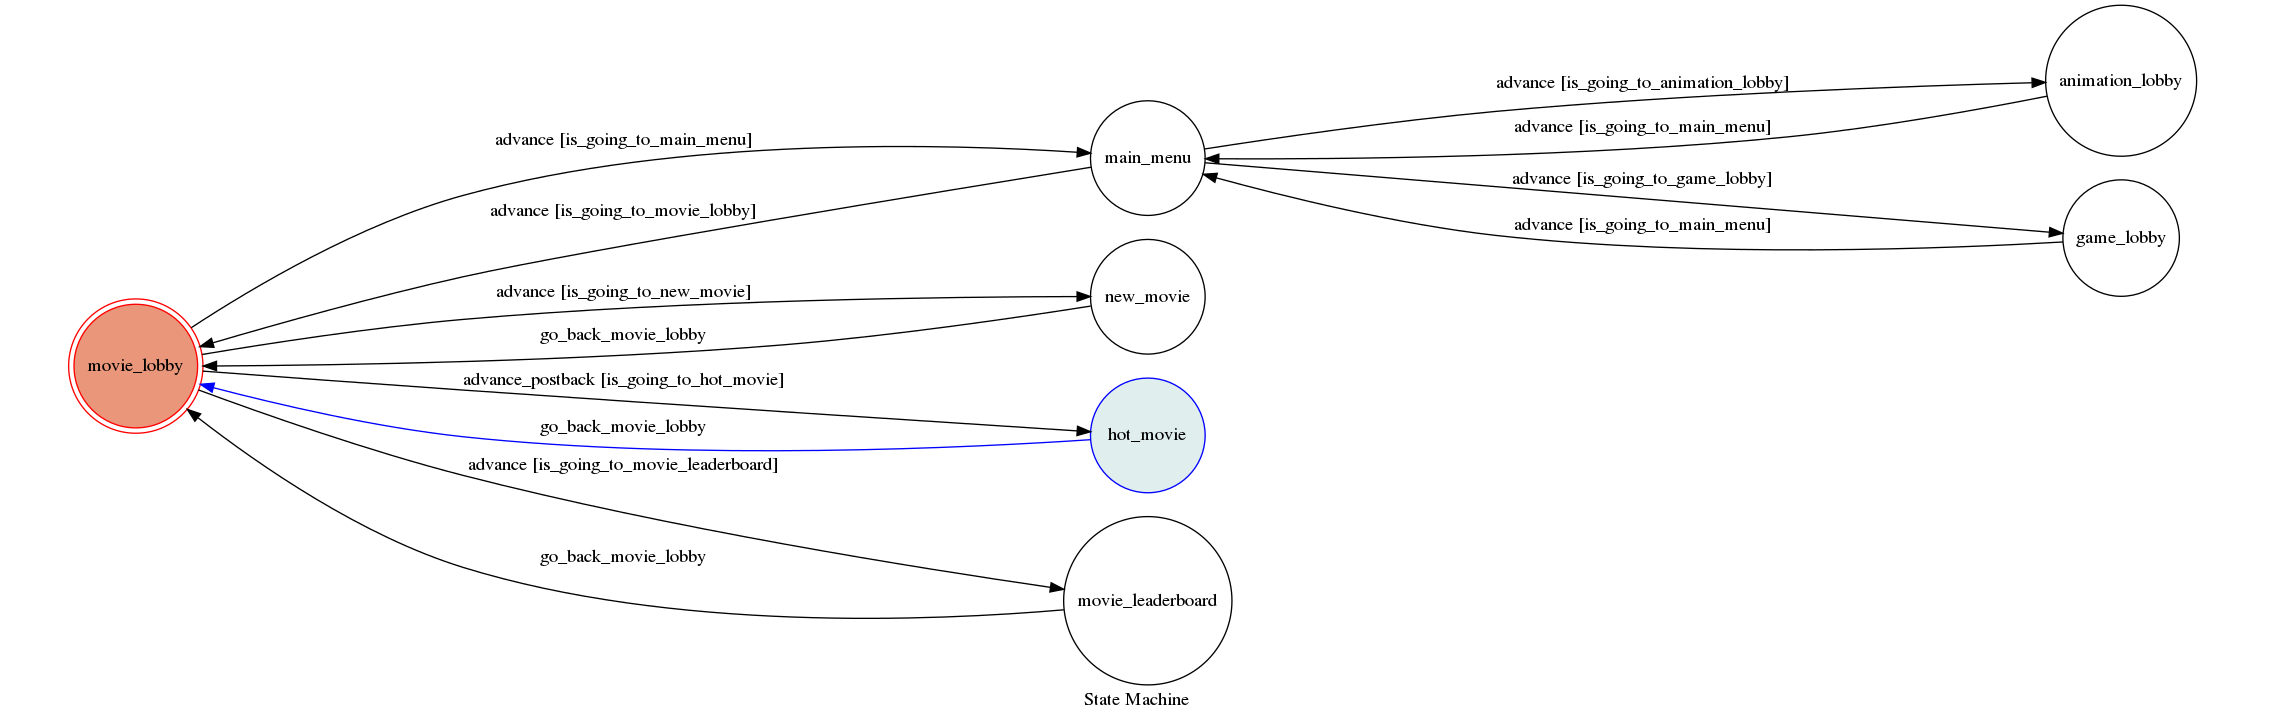 advance [is_going_to_animation_lobby]
animation_lobby
advance [is_going_to_main_menu]
advance [is_going_to_main_menu]
main_menu
advance [is_going_to_game_lobby]
advance [is_going_to_movie_lobby]
advance [is_going_to_main_menu]
game_lobby
advance [is_going_to_new_movie]
new_movie
go_back_movie_lobby
movie_lobby
advance_postback [is_going_to_hot_movie]
go_back_movie_lobby
hot_movie
advance [is_going_to_movie_leaderboard]
go_back_movie_lobby
movie_leaderboard
State Machine